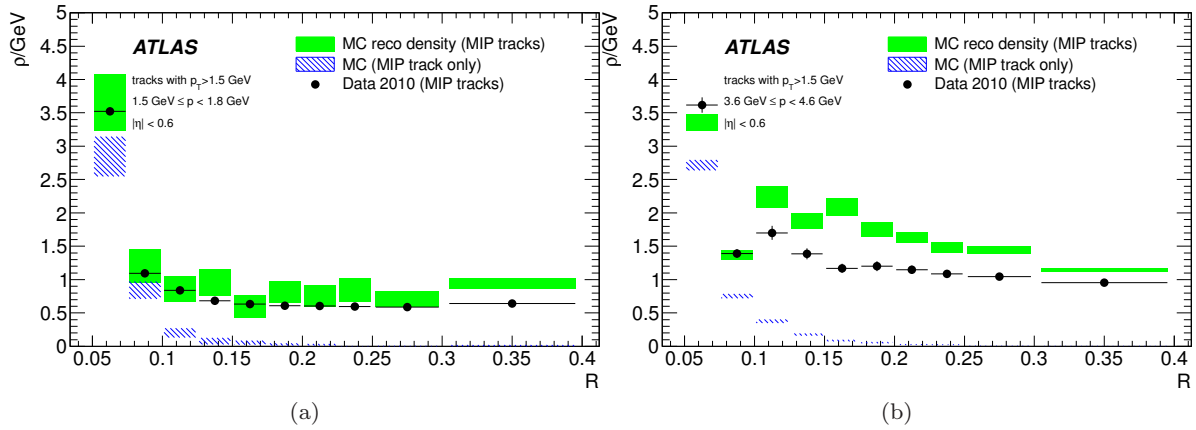 ρ/GeV
5
4.5
4
3.5
3
2.5
2
1.5
1
0.5
0
ATLAS
MC reco density (MIP tracks)
MC (MIP track only)
Data 2010 (MIP tracks)
tracks with pT>1.5 GeV
1.5 GeV ≤ p < 1.8 GeV
|η| < 0.6
0.05 0.1 0.15 0.2 0.25 0.3 0.35 0.4
R
(a)
ρ/GeV
5
4.5
4
3.5
3
2.5
2
1.5
1
0.5
0
ATLAS
MC reco density (MIP tracks)
MC (MIP track only)
Data 2010 (MIP tracks)
tracks with pT>1.5 GeV
3.6 GeV ≤ p < 4.6 GeV
|η| < 0.6
0.05 0.1 0.15 0.2 0.25 0.3 0.35 0.4
R
(b)